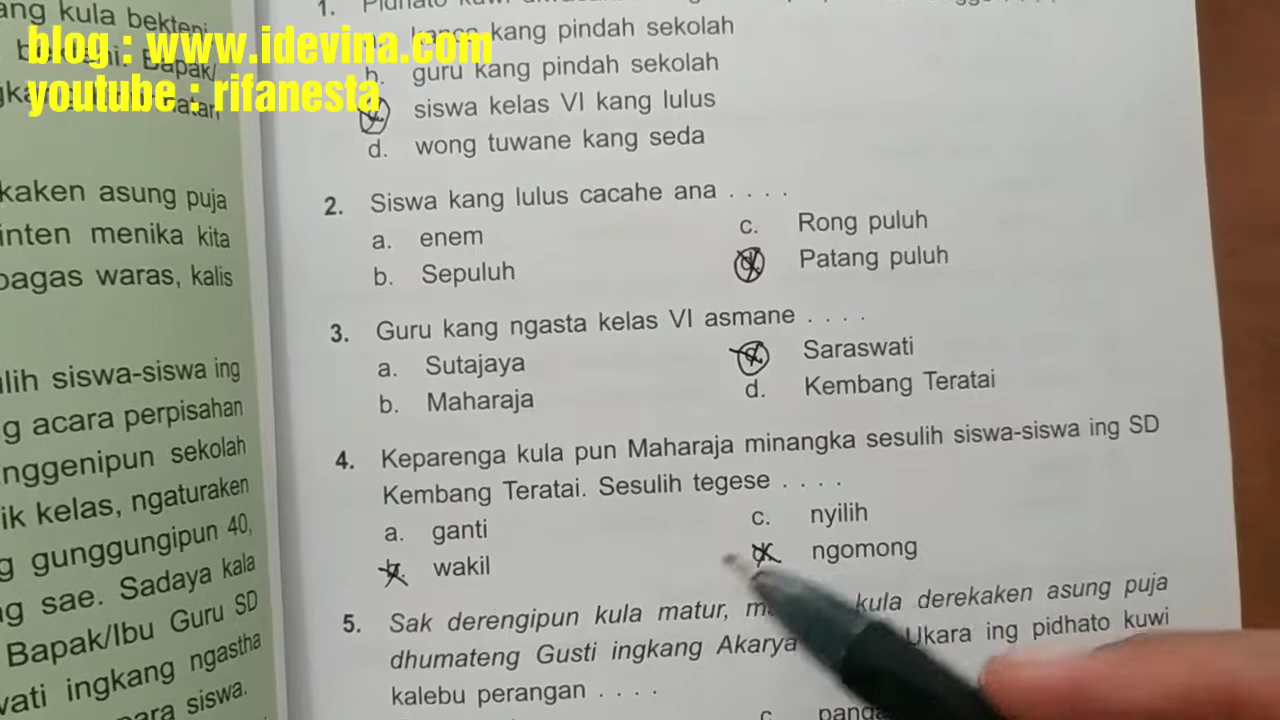 ang kula bekteni
blog : www.idevina.com
youtube : rifanesta
kaken asung puja
inten menika kita
bagas waras, kalis
lih siswa-siswa ing
g acara perpisahan
nggenipun sekolah
ik kelas, ngaturaken
g gunggungipun 40,
ng sae. Sadaya kala
Bapak/Ibu Guru SD
vati ingkang ngastha
para siswa.
1.
kang pindah sekolah
b. guru kang pindah sekolah
siswa kelas VI kang lulus
d. wong tuwane kang seda
2. Siswa kang lulus cacahe ana . . . .
a. enem
b. Sepuluh
c. Rong puluh
Patang puluh
3. Guru kang ngasta kelas VI asmane . . . .
a. Sutajaya
b. Maharaja
Saraswati
d. Kembang Teratai
4. Keparenga kula pun Maharaja minangka sesulih siswa-siswa ing SD
Kembang Teratai. Sesulih tegese . . . .
a. ganti
wakil
c. nyilih
ngomong
5. Sak derengipun kula matur, kula derekaken asung puja
dhumateng Gusti ingkang Akarya Ukara ing pidhato kuwi
kalebu perangan . . . .
c.